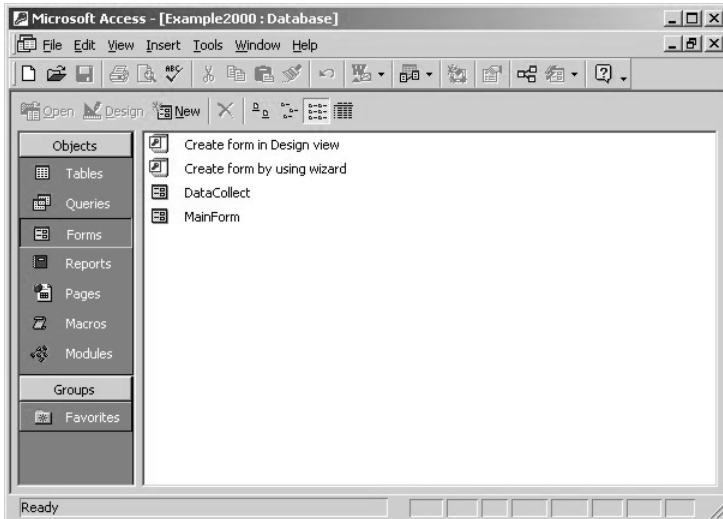 Microsoft Access - [Example2000 : Database]
File Edit View Insert Tools Window Help
Open Design New
Objects
Tables
Queries
Forms
Reports
Pages
Macros
Modules
Groups
Favorites
Create form in Design view
Create form by using wizard
DataCollect
MainForm
Ready